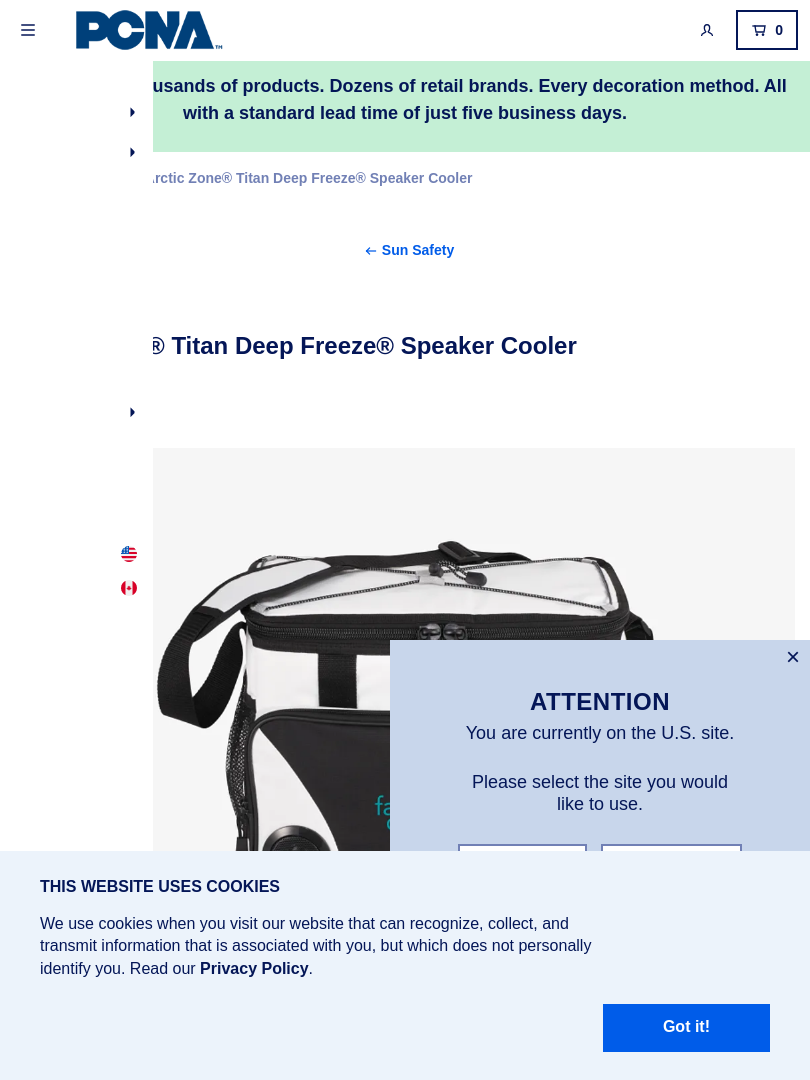 PCNA™
0
usands of products. Dozens of retail brands. Every decoration method. All
with a standard lead time of just five business days.
Arctic Zone® Titan Deep Freeze® Speaker Cooler
← Sun Safety
® Titan Deep Freeze® Speaker Cooler
fa
×
ATTENTION
You are currently on the U.S. site.
Please select the site you would
like to use.
THIS WEBSITE USES COOKIES
We use cookies when you visit our website that can recognize, collect, and
transmit information that is associated with you, but which does not personally
identify you. Read our Privacy Policy.
Got it!